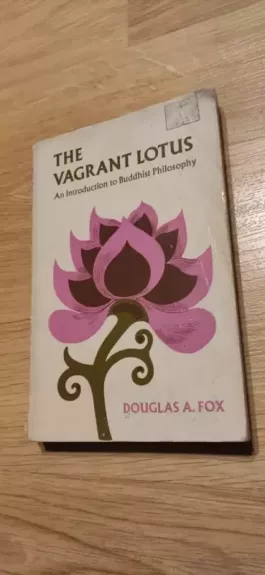 THE
VAGRANT LOTUS
An Introduction to Buddhist Philosophy
DOUGLAS A. FOX